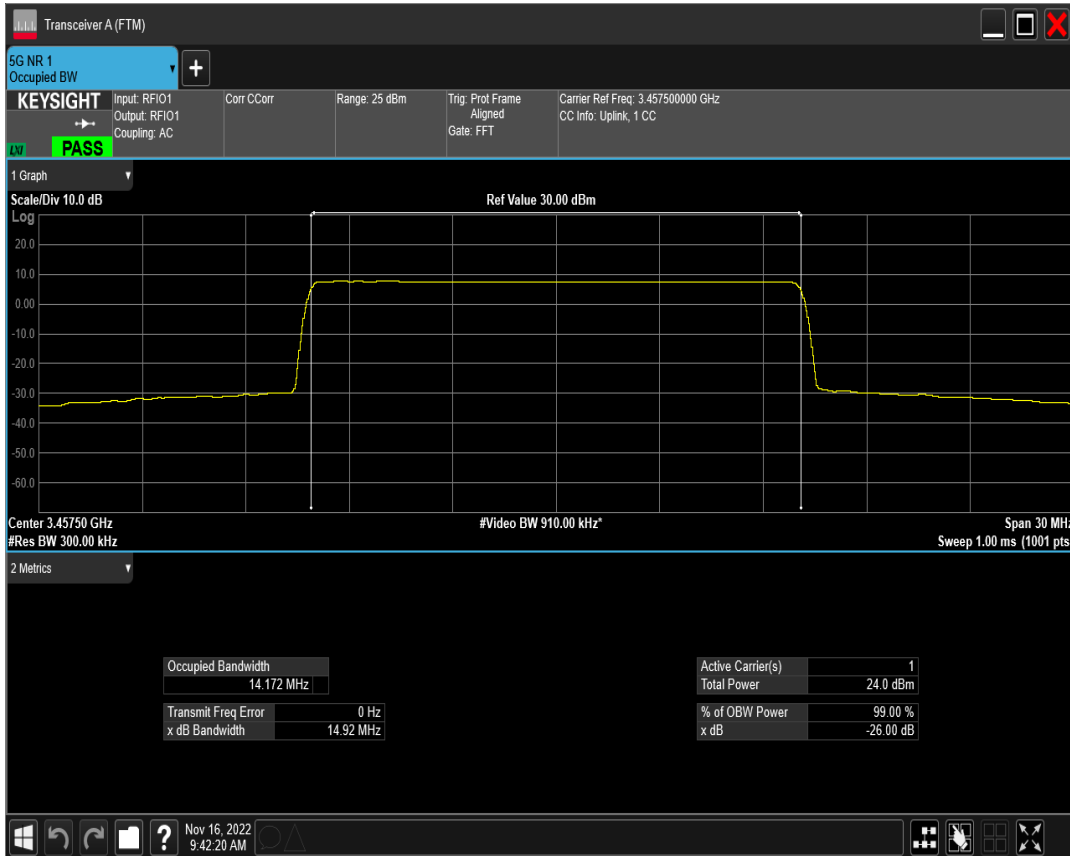 Transceiver A (FTM)
5G NR 1
Occupied BW
+
KEYSIGHT
LXI
PASS
Input: RFIO1
Output: RFIO1
Coupling: AC
Corr CCorr
Range: 25 dBm
Trig: Prot Frame
Aligned
Gate: FFT
Carrier Ref Freq: 3.457500000 GHz
CC Info: Uplink, 1 CC
1 Graph
Scale/Div 10.0 dB
Ref Value 30.00 dBm
Log
20.0
10.0
0.00
-10.0
-20.0
-30.0
-40.0
-50.0
-60.0
Center 3.45750 GHz
#Video BW 910.00 kHz*
Span 30 MHz
#Res BW 300.00 kHz
Sweep 1.00 ms (1001 pts
2 Metrics
Occupied Bandwidth
14.172 MHz
Transmit Freq Error 0 Hz
x dB Bandwidth 14.92 MHz
Active Carrier(s) 1
Total Power 24.0 dBm
% of OBW Power 99.00 %
x dB -26.00 dB
?
Nov 16, 2022
9:42:20 AM